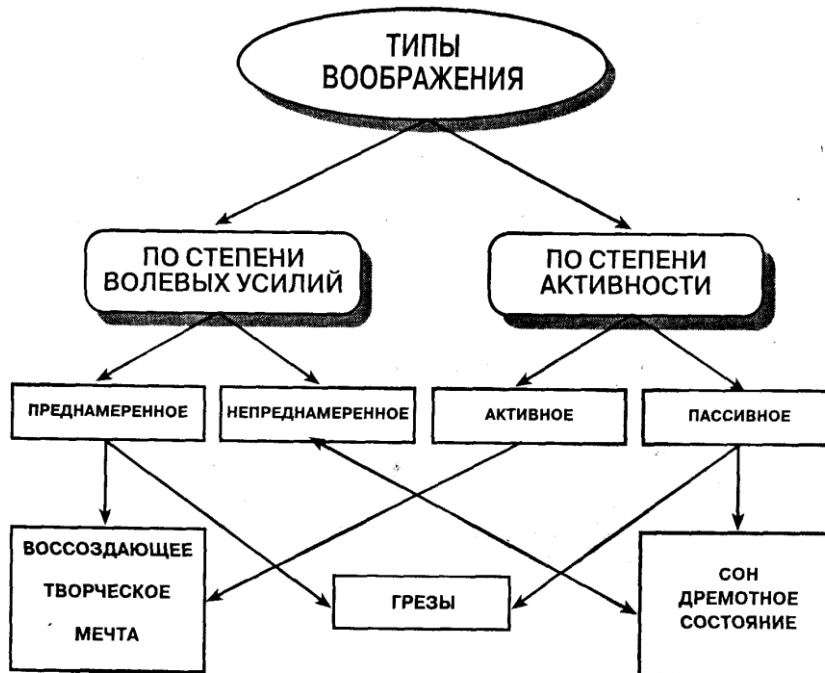 ТИПЫ
ВООБРАЖЕНИЯ
ПО СТЕПЕНИ
ВОЛЕВЫХ УСИЛИЙ
ПО СТЕПЕНИ
АКТИВНОСТИ
ПРЕДНАМЕРЕННОЕ
НЕПРЕДНАМЕРЕННОЕ
АКТИВНОЕ
ПАССИВНОЕ
ВОССОЗДАЮЩЕЕ
ТВОРЧЕСКОЕ
МЕЧТА
ГРЕЗЫ
СОН
ДРЕМОТНОЕ
СОСТОЯНИЕ